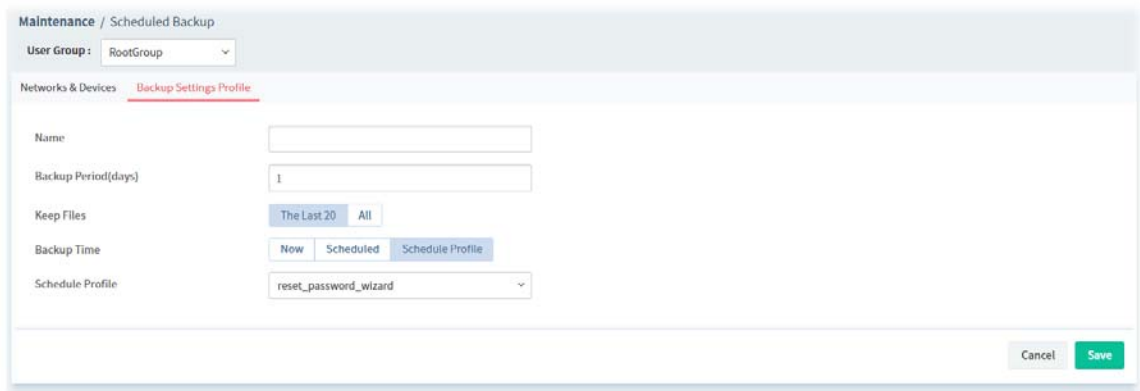 Maintenance / Scheduled Backup
User Group : RootGroup
Networks & Devices Backup Settings Profile
Name
Backup Period(days) 1
Keep Files The Last 20 All
Backup Time Now Scheduled Schedule Profile
Schedule Profile reset_password_wizard
Cancel Save